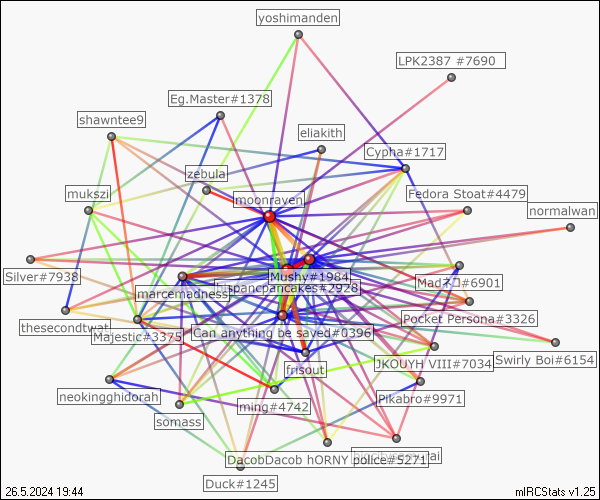 yoshimanden
LPK2387 #7690
Eg.Master#1378
shawntee9
eliakith
Cypha#1717
zebula
mukszi
moonraven
Fedora Stoat#4479
normalwan
Mushy#1984
Silver#7938
Madネコ#6901
marcemadness
hispancpancakes#2928
thesecondtwat
Pocket Persona#3326
Majestic#3375
Can anything be saved#0396
JKOUYH VIII#7034
Swirly Boi#6154
frisout
neokingghidorah
Pikabro#9971
ming#4742
somass
DacobDacob hORNY police#5271
Duck#1245
26.5.2024 19:44
mIRCStats v1.25